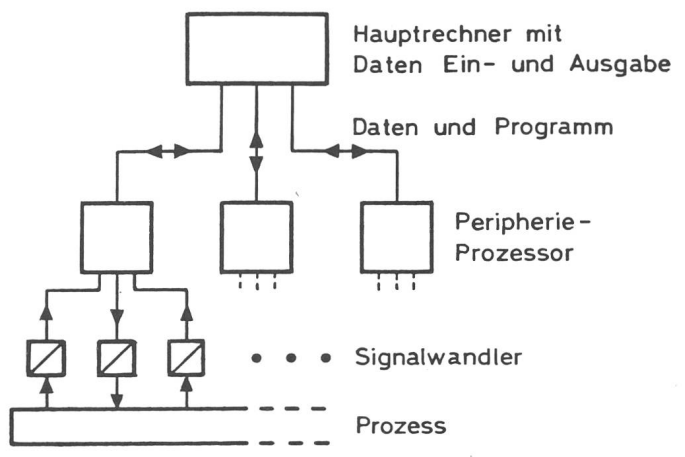 Hauptrechner mit
Daten Ein- und Ausgabe
Daten und Programm
Peripherie-
Prozessor
Signalwandler
Prozess